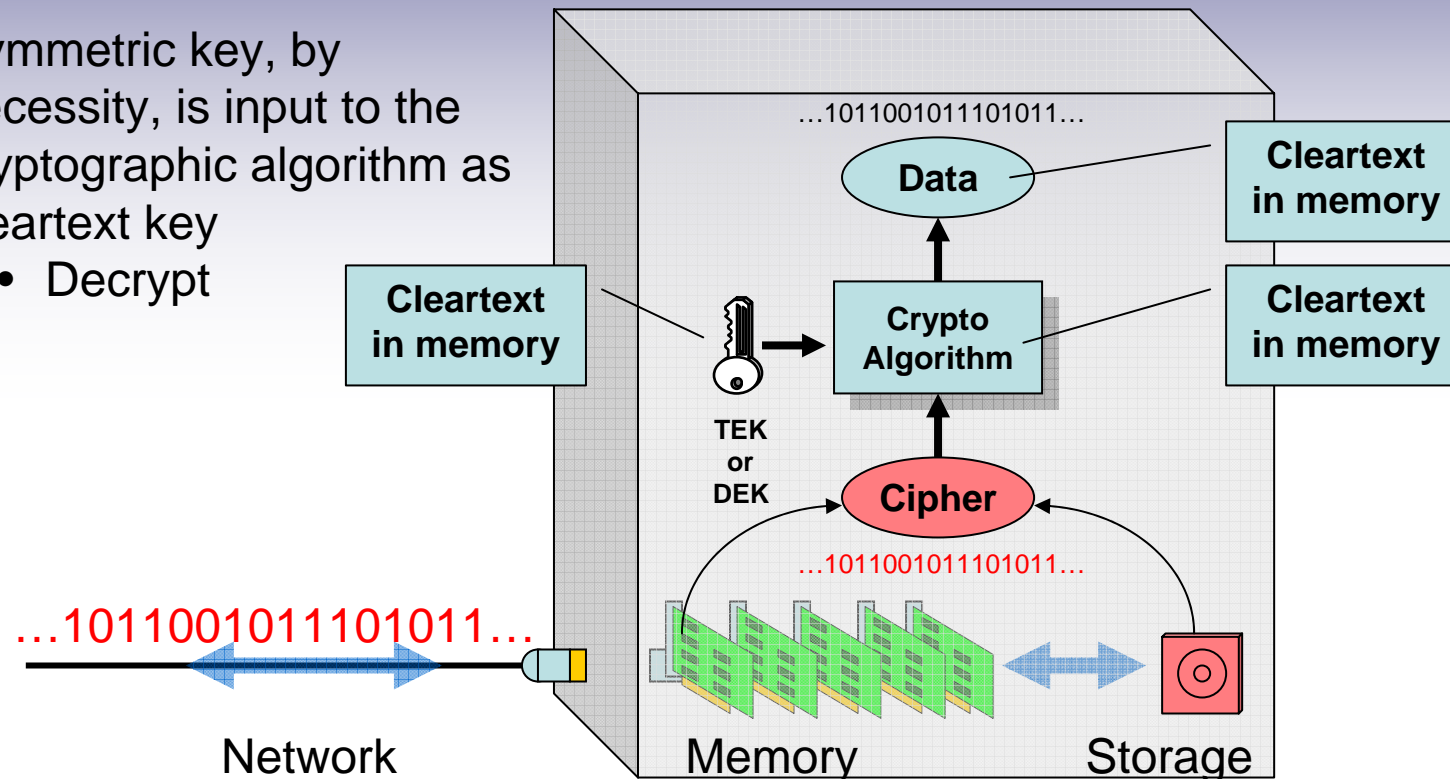 ymmetric key, by
ecessity, is input to the
yptographic algorithm as
eartext key
• Decrypt
…1011001011101011…
Data
Cleartext
in memory
Cleartext
in memory
Crypto
Algorithm
Cleartext
in memory
TEK
or
DEK
Cipher
…1011001011101011…
…1011001011101011…
Network
Memory
Storage